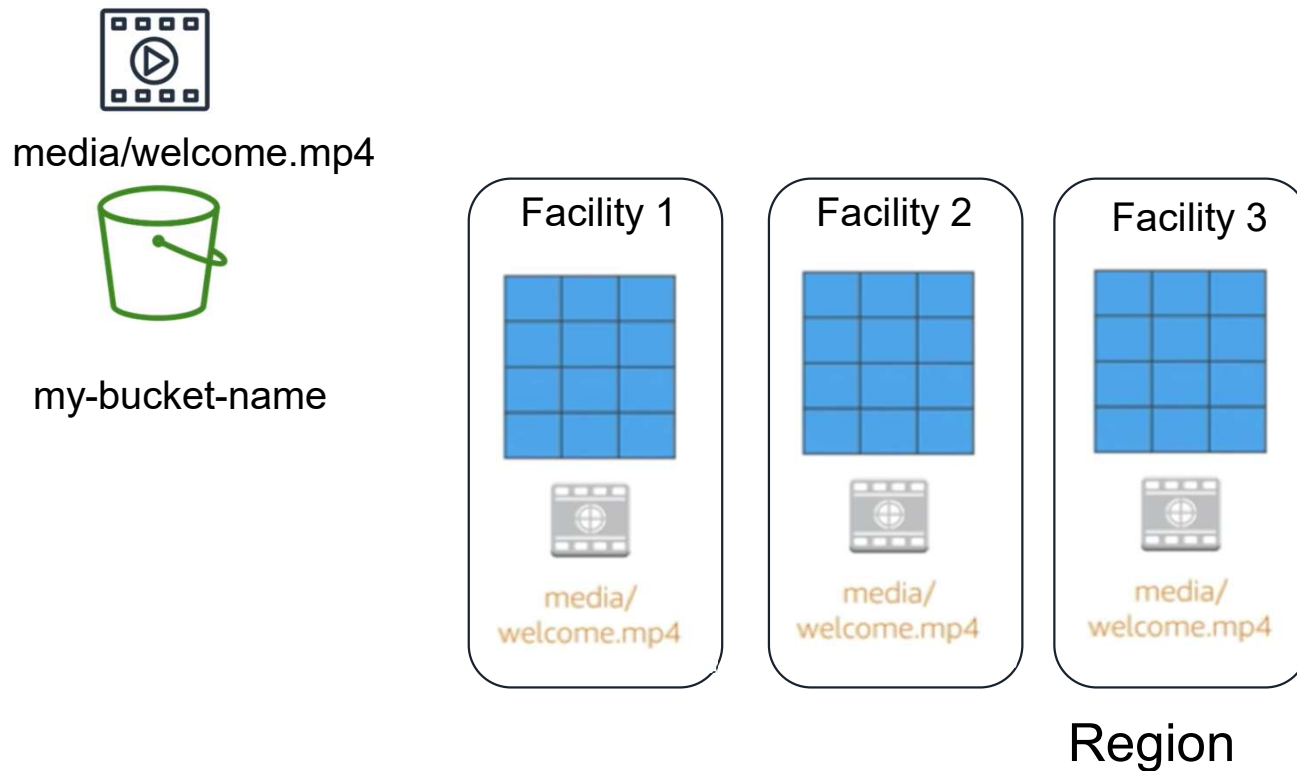 media/welcome.mp4
my-bucket-name
Facility 1
media/
welcome.mp4
Facility 2
media/
welcome.mp4
Facility 3
media/
welcome.mp4
Region